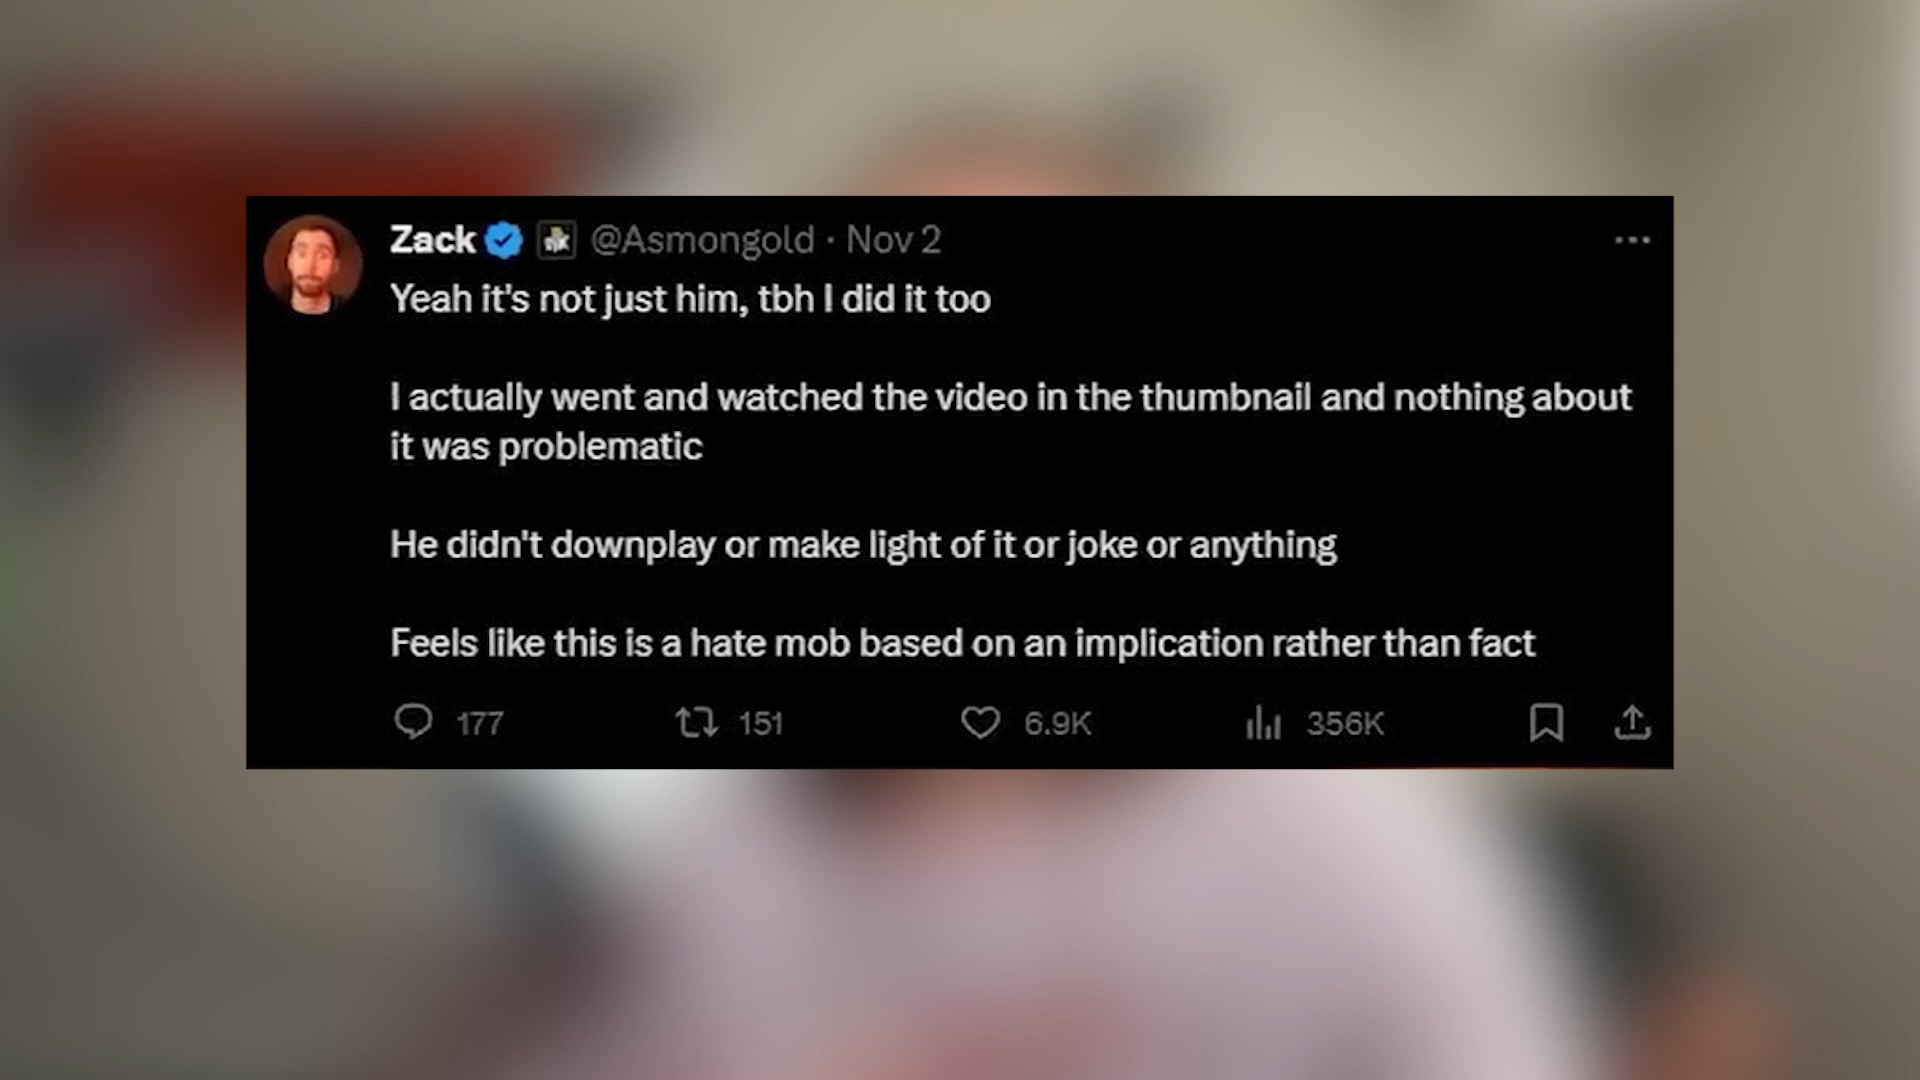 Zack @Asmongold · Nov 2
Yeah it's not just him, tbh I did it too
I actually went and watched the video in the thumbnail and nothing about
it was problematic
He didn't downplay or make light of it or joke or anything
Feels like this is a hate mob based on an implication rather than fact
177 151 6.9K 356K